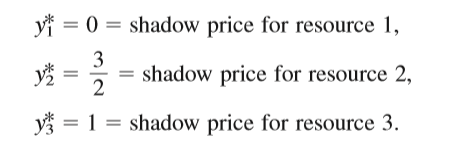 y₁* = 0 = shadow price for resource 1,
y₂* = 3/2 = shadow price for resource 2,
y₃* = 1 = shadow price for resource 3.